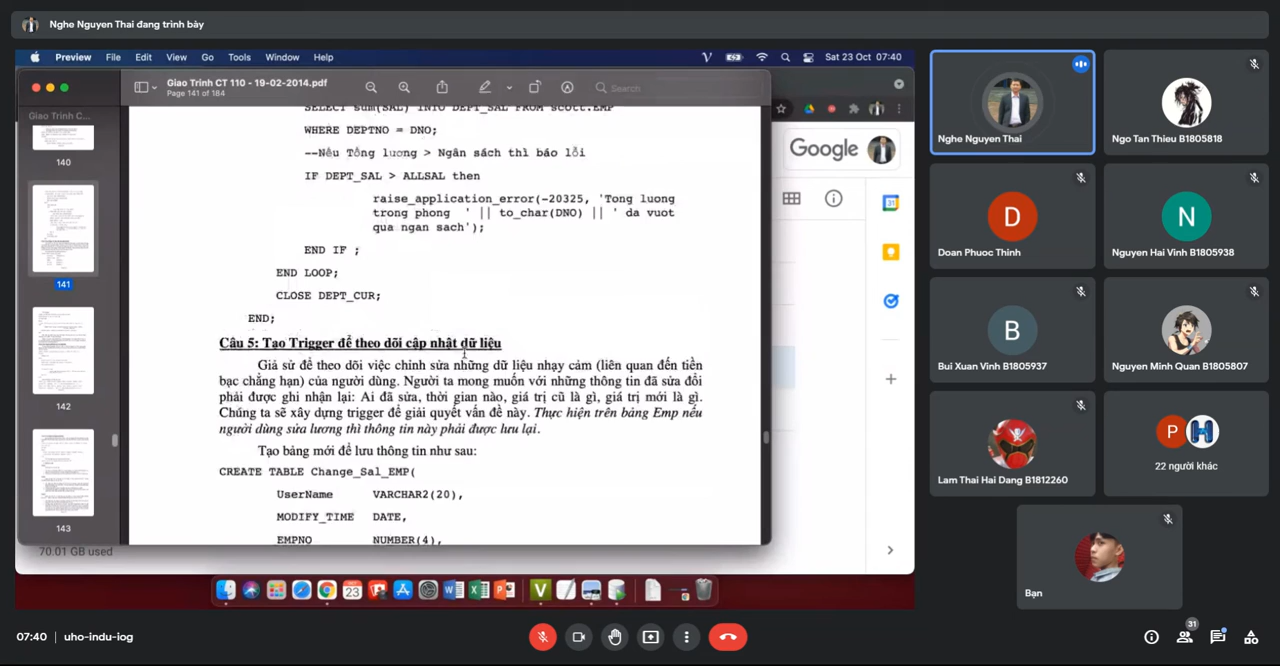 Nghe Nguyen Thai đang trình bày
Preview File Edit View Go Tools Window Help
Sat 23 Oct 07:40
Giao Trinh CT 110 - 19-02-2014.pdf
Page 141 of 184
Search
Giao Trinh C...
140
141
142
143
SELECT sum(SAL) INTO DEPT_SAL FROM scott.EMP
WHERE DEPTNO = DNO;
--Nếu Tổng lương > Ngân sách thì báo lỗi
IF DEPT_SAL > ALLSAL then
raise_application_error(-20325, 'Tong luong
trong phong ' || to_char(DNO) || ' da vuot
qua ngan sach');
END IF ;
END LOOP;
CLOSE DEPT_CUR;
END;
Câu 5: Tạo Trigger để theo dõi cập nhật dữ liệu
Giả sử để theo dõi việc chỉnh sửa những dữ liệu nhạy cảm (liên quan đến tiền
bạc chẳng hạn) của người dùng. Người ta mong muốn với những thông tin đã sửa đổi
phải được ghi nhận lại: Ai đã sửa, thời gian nào, giá trị cũ là gì, giá trị mới là gì.
Chúng ta sẽ xây dựng trigger để giải quyết vấn đề này. Thực hiện trên bảng Emp nếu
người dùng sửa lương thì thông tin này phải được lưu lại.
Tạo bảng mới để lưu thông tin như sau:
CREATE TABLE Change_Sal_EMP(
UserName VARCHAR2(20),
MODIFY_TIME DATE,
EMPNO NUMBER(4),
Google
31
70.01 GB used
OCT
23
Nghe Nguyen Thai
Ngo Tan Thieu B1805818
D
Doan Phuoc Thinh
N
Nguyen Hai Vinh B1805938
B
Bui Xuan Vinh B1805937
Nguyen Minh Quan B1805807
Lam Thai Hai Dang B1812260
P H
22 người khác
Bạn
07:40 | uho-indu-iog
31